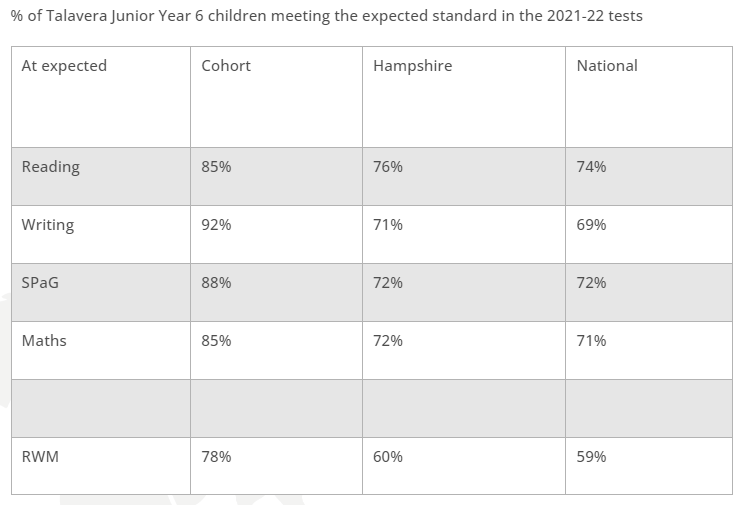 % of Talavera Junior Year 6 children meeting the expected standard in the 2021-22 tests
At expected Cohort Hampshire National
Reading 85% 76% 74%
Writing 92% 71% 69%
SPaG 88% 72% 72%
Maths 85% 72% 71%
RWM 78% 60% 59%